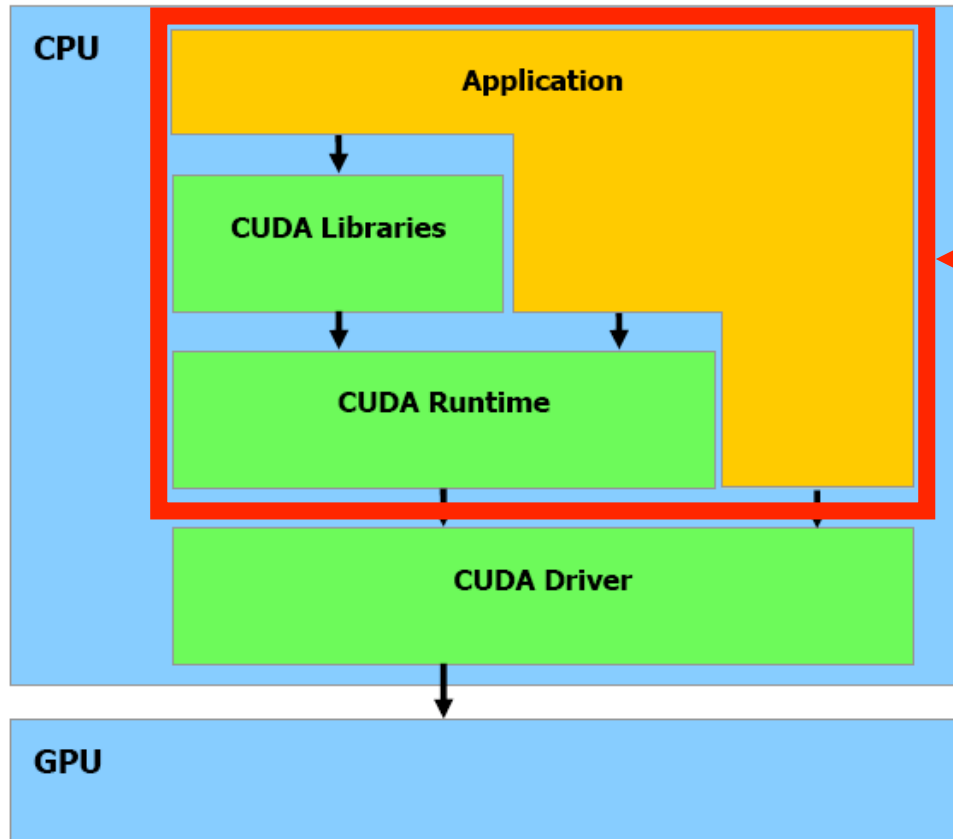 CPU
Application
CUDA Libraries
CUDA Runtime
CUDA Driver
GPU